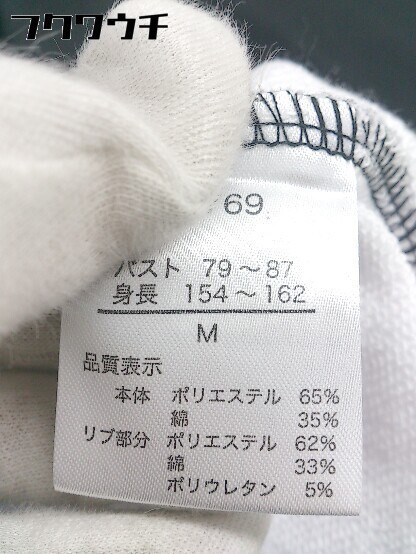 フクワウチ
69
バスト 79～87
身長 154～162
M
品質表示
本体 ポリエステル 65%
綿 35%
リブ部分 ポリエステル 62%
綿 33%
ポリウレタン 5%